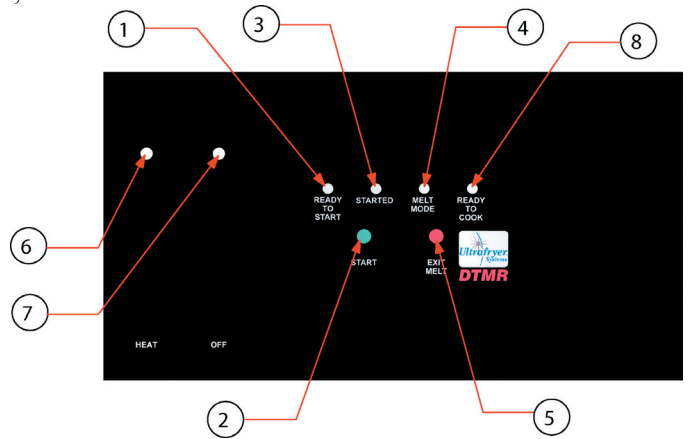 1
3
4
8
READY
TO
START
STARTED
MELT
MODE
READY
TO
COOK
6
START
EXIT
MELT
Ultrafryer
Systems
DTMR
7
HEAT
OFF
2
5